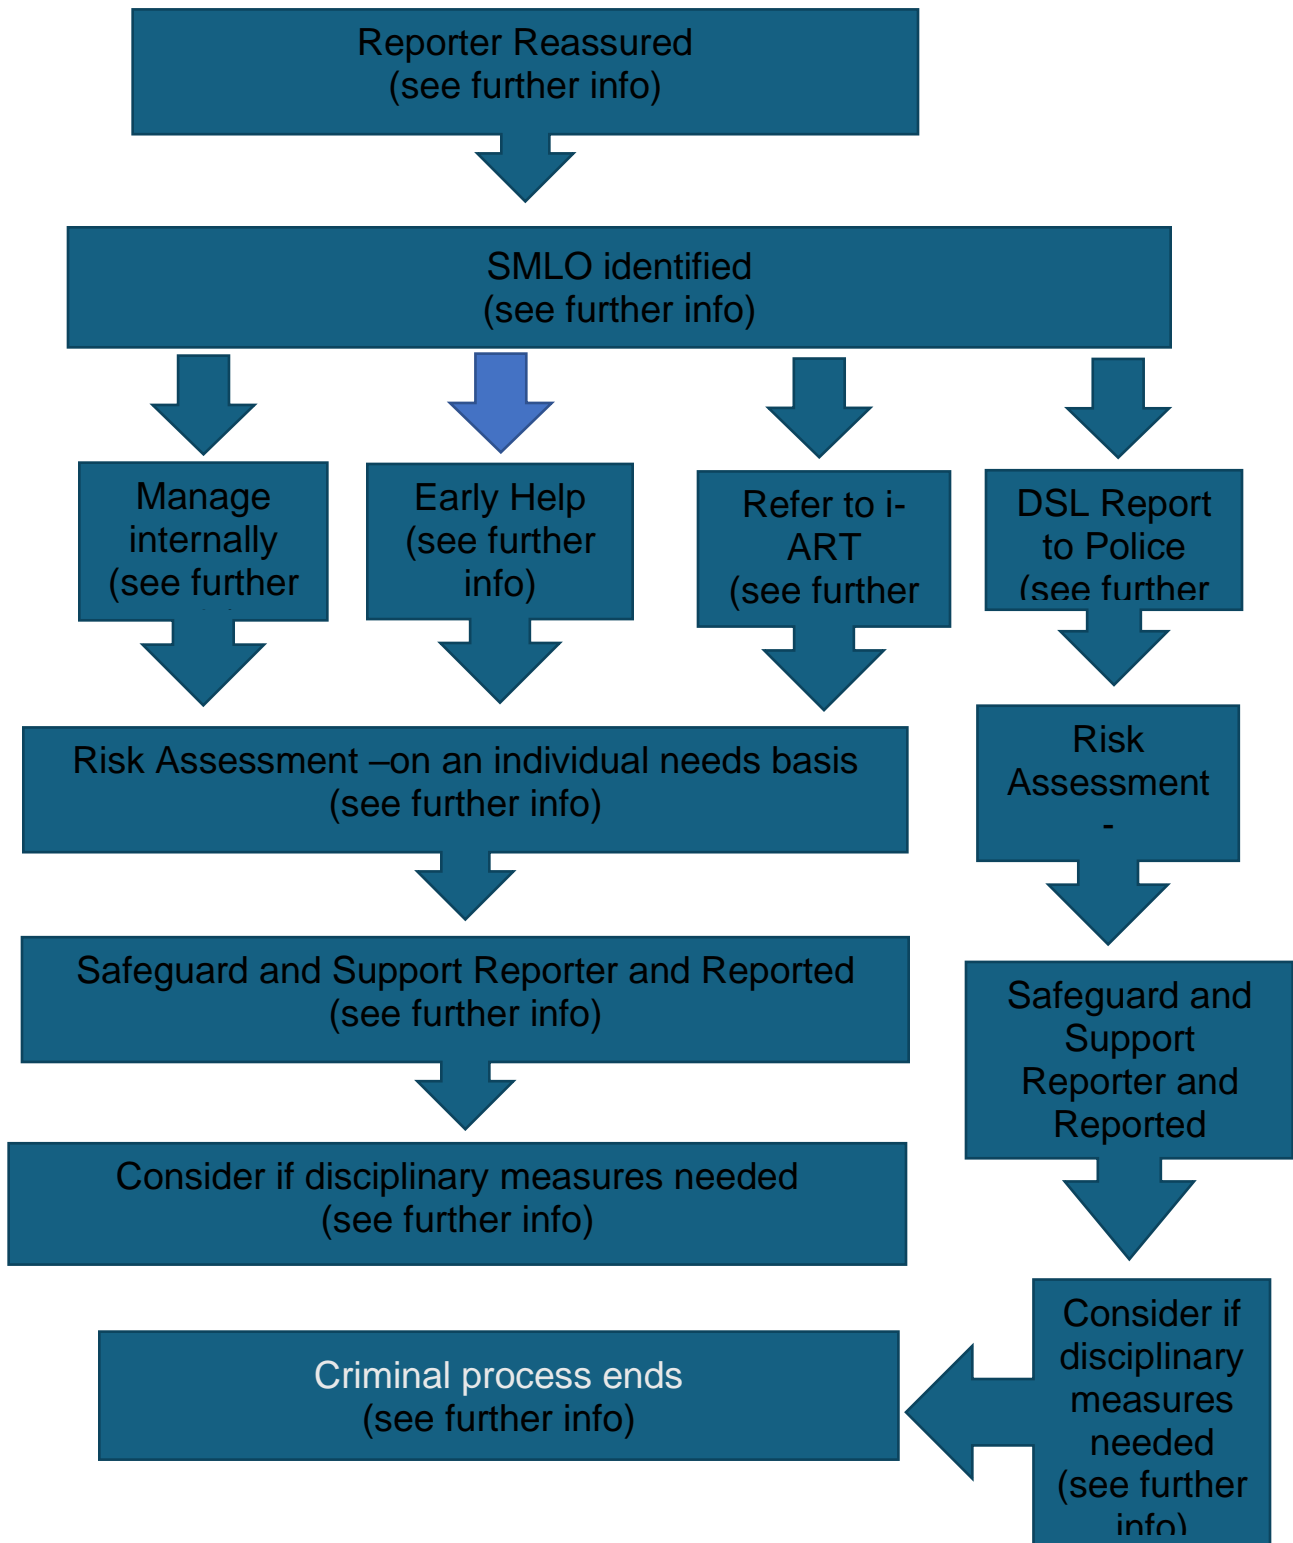 Reporter Reassured
(see further info)
SMLO identified
(see further info)
Manage
internally
(see further
Early Help
(see further
info)
Refer to i-
ART
(see further
DSL Report
to Police
(see further
Risk Assessment –on an individual needs basis
(see further info)
Risk
Assessment
-
Safeguard and Support Reporter and Reported
(see further info)
Safeguard and
Support
Reporter and
Reported
Consider if disciplinary measures needed
(see further info)
Consider if
disciplinary
measures
needed
(see further
info)
Criminal process ends
(see further info)